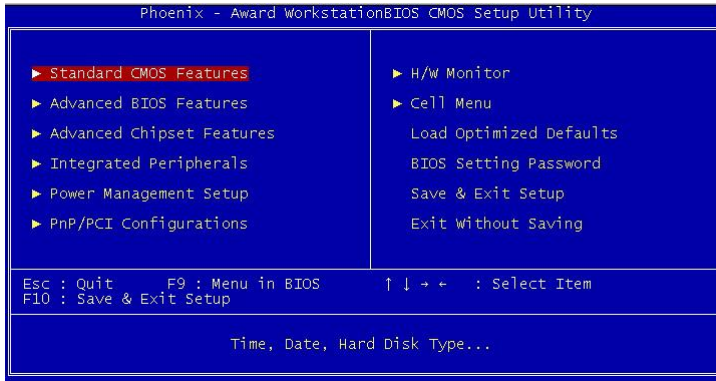 Phoenix - Award WorkstationBIOS CMOS Setup Utility
► Standard CMOS Features
► Advanced BIOS Features
► Advanced Chipset Features
► Integrated Peripherals
► Power Management Setup
► PnP/PCI Configurations
► H/W Monitor
► Cell Menu
Load Optimized Defaults
BIOS Setting Password
Save & Exit Setup
Exit Without Saving
Esc : Quit F9 : Menu in BIOS ↑ ↓ → ← : Select Item
F10 : Save & Exit Setup
Time, Date, Hard Disk Type...